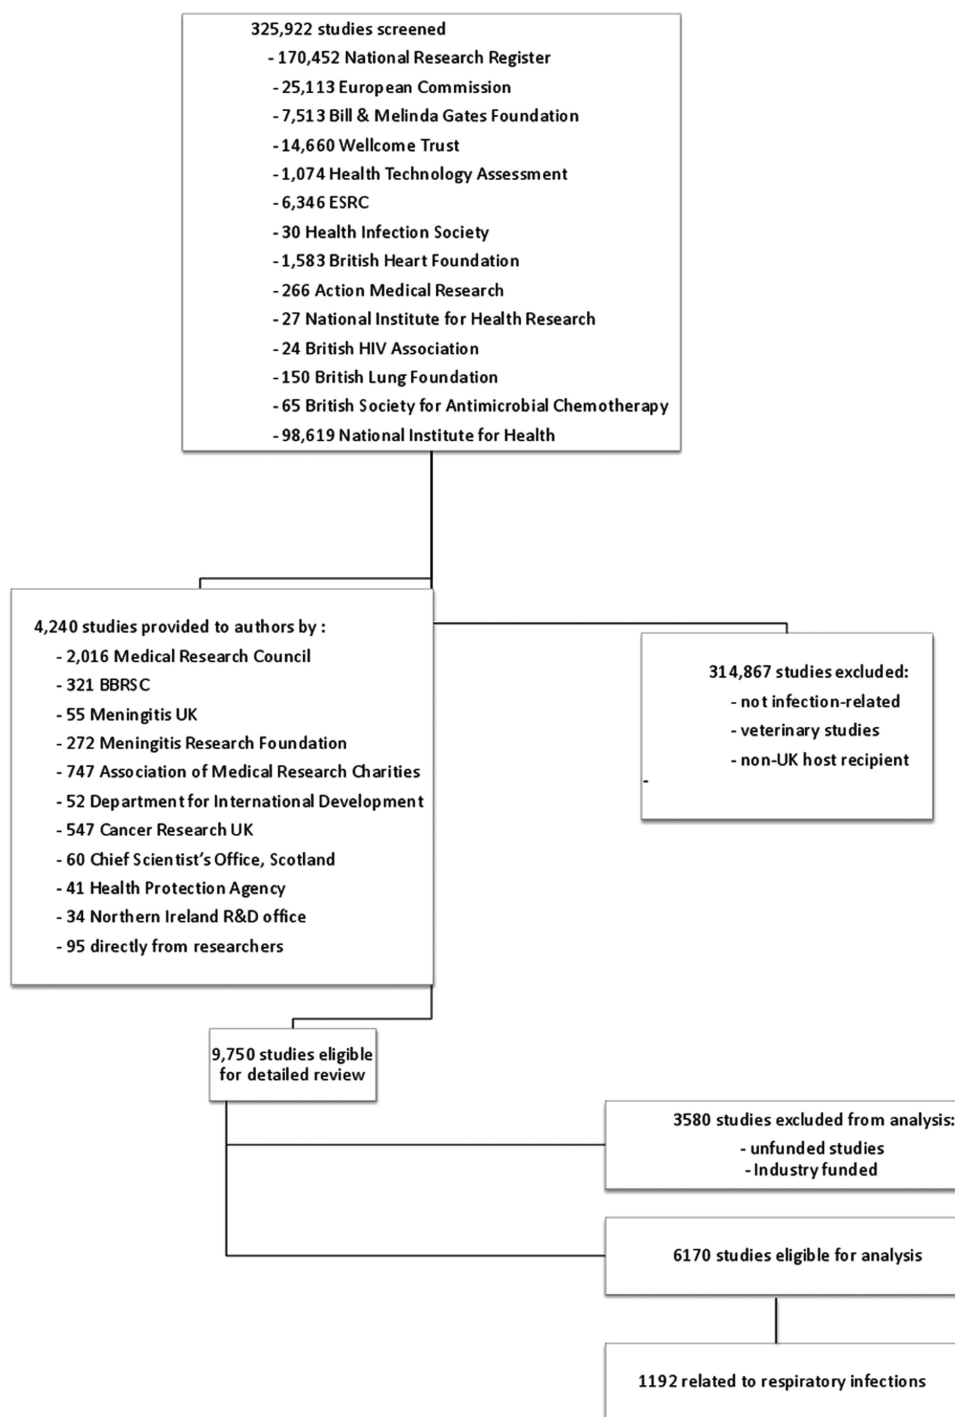 325,922 studies screened
- 170,452 National Research Register
- 25,113 European Commission
- 7,513 Bill & Melinda Gates Foundation
- 14,660 Wellcome Trust
- 1,074 Health Technology Assessment
- 6,346 ESRC
- 30 Health Infection Society
- 1,583 British Heart Foundation
- 266 Action Medical Research
- 27 National Institute for Health Research
- 24 British HIV Association
- 150 British Lung Foundation
- 65 British Society for Antimicrobial Chemotherapy
- 98,619 National Institute for Health
4,240 studies provided to authors by :
- 2,016 Medical Research Council
- 321 BBRSC
- 55 Meningitis UK
- 272 Meningitis Research Foundation
- 747 Association of Medical Research Charities
- 52 Department for International Development
- 547 Cancer Research UK
- 60 Chief Scientist's Office, Scotland
- 41 Health Protection Agency
- 34 Northern Ireland R&D office
- 95 directly from researchers
314,867 studies excluded:
- not infection-related
- veterinary studies
- non-UK host recipient
-
9,750 studies eligible
for detailed review
3580 studies excluded from analysis:
- unfunded studies
- Industry funded
6170 studies eligible for analysis
1192 related to respiratory infections